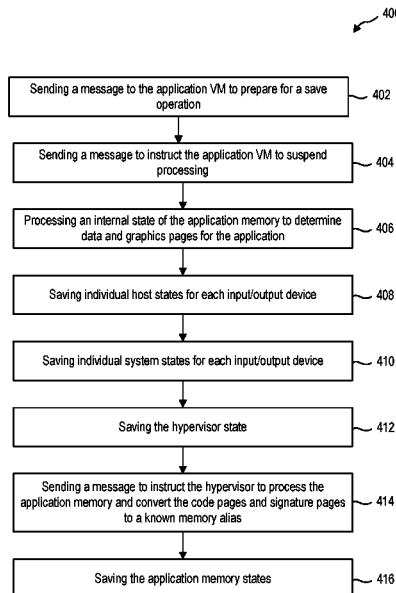 400
Sending a message to the application VM to prepare for a save
operation
402
Sending a message to instruct the application VM to suspend
processing
404
Processing an internal state of the application memory to determine
data and graphics pages for the application
406
Saving individual host states for each input/output device
408
Saving individual system states for each input/output device
410
Saving the hypervisor state
412
Sending a message to instruct the hypervisor to process the
application memory and convert the code pages and signature pages
to a known memory alias
414
Saving the application memory states
416